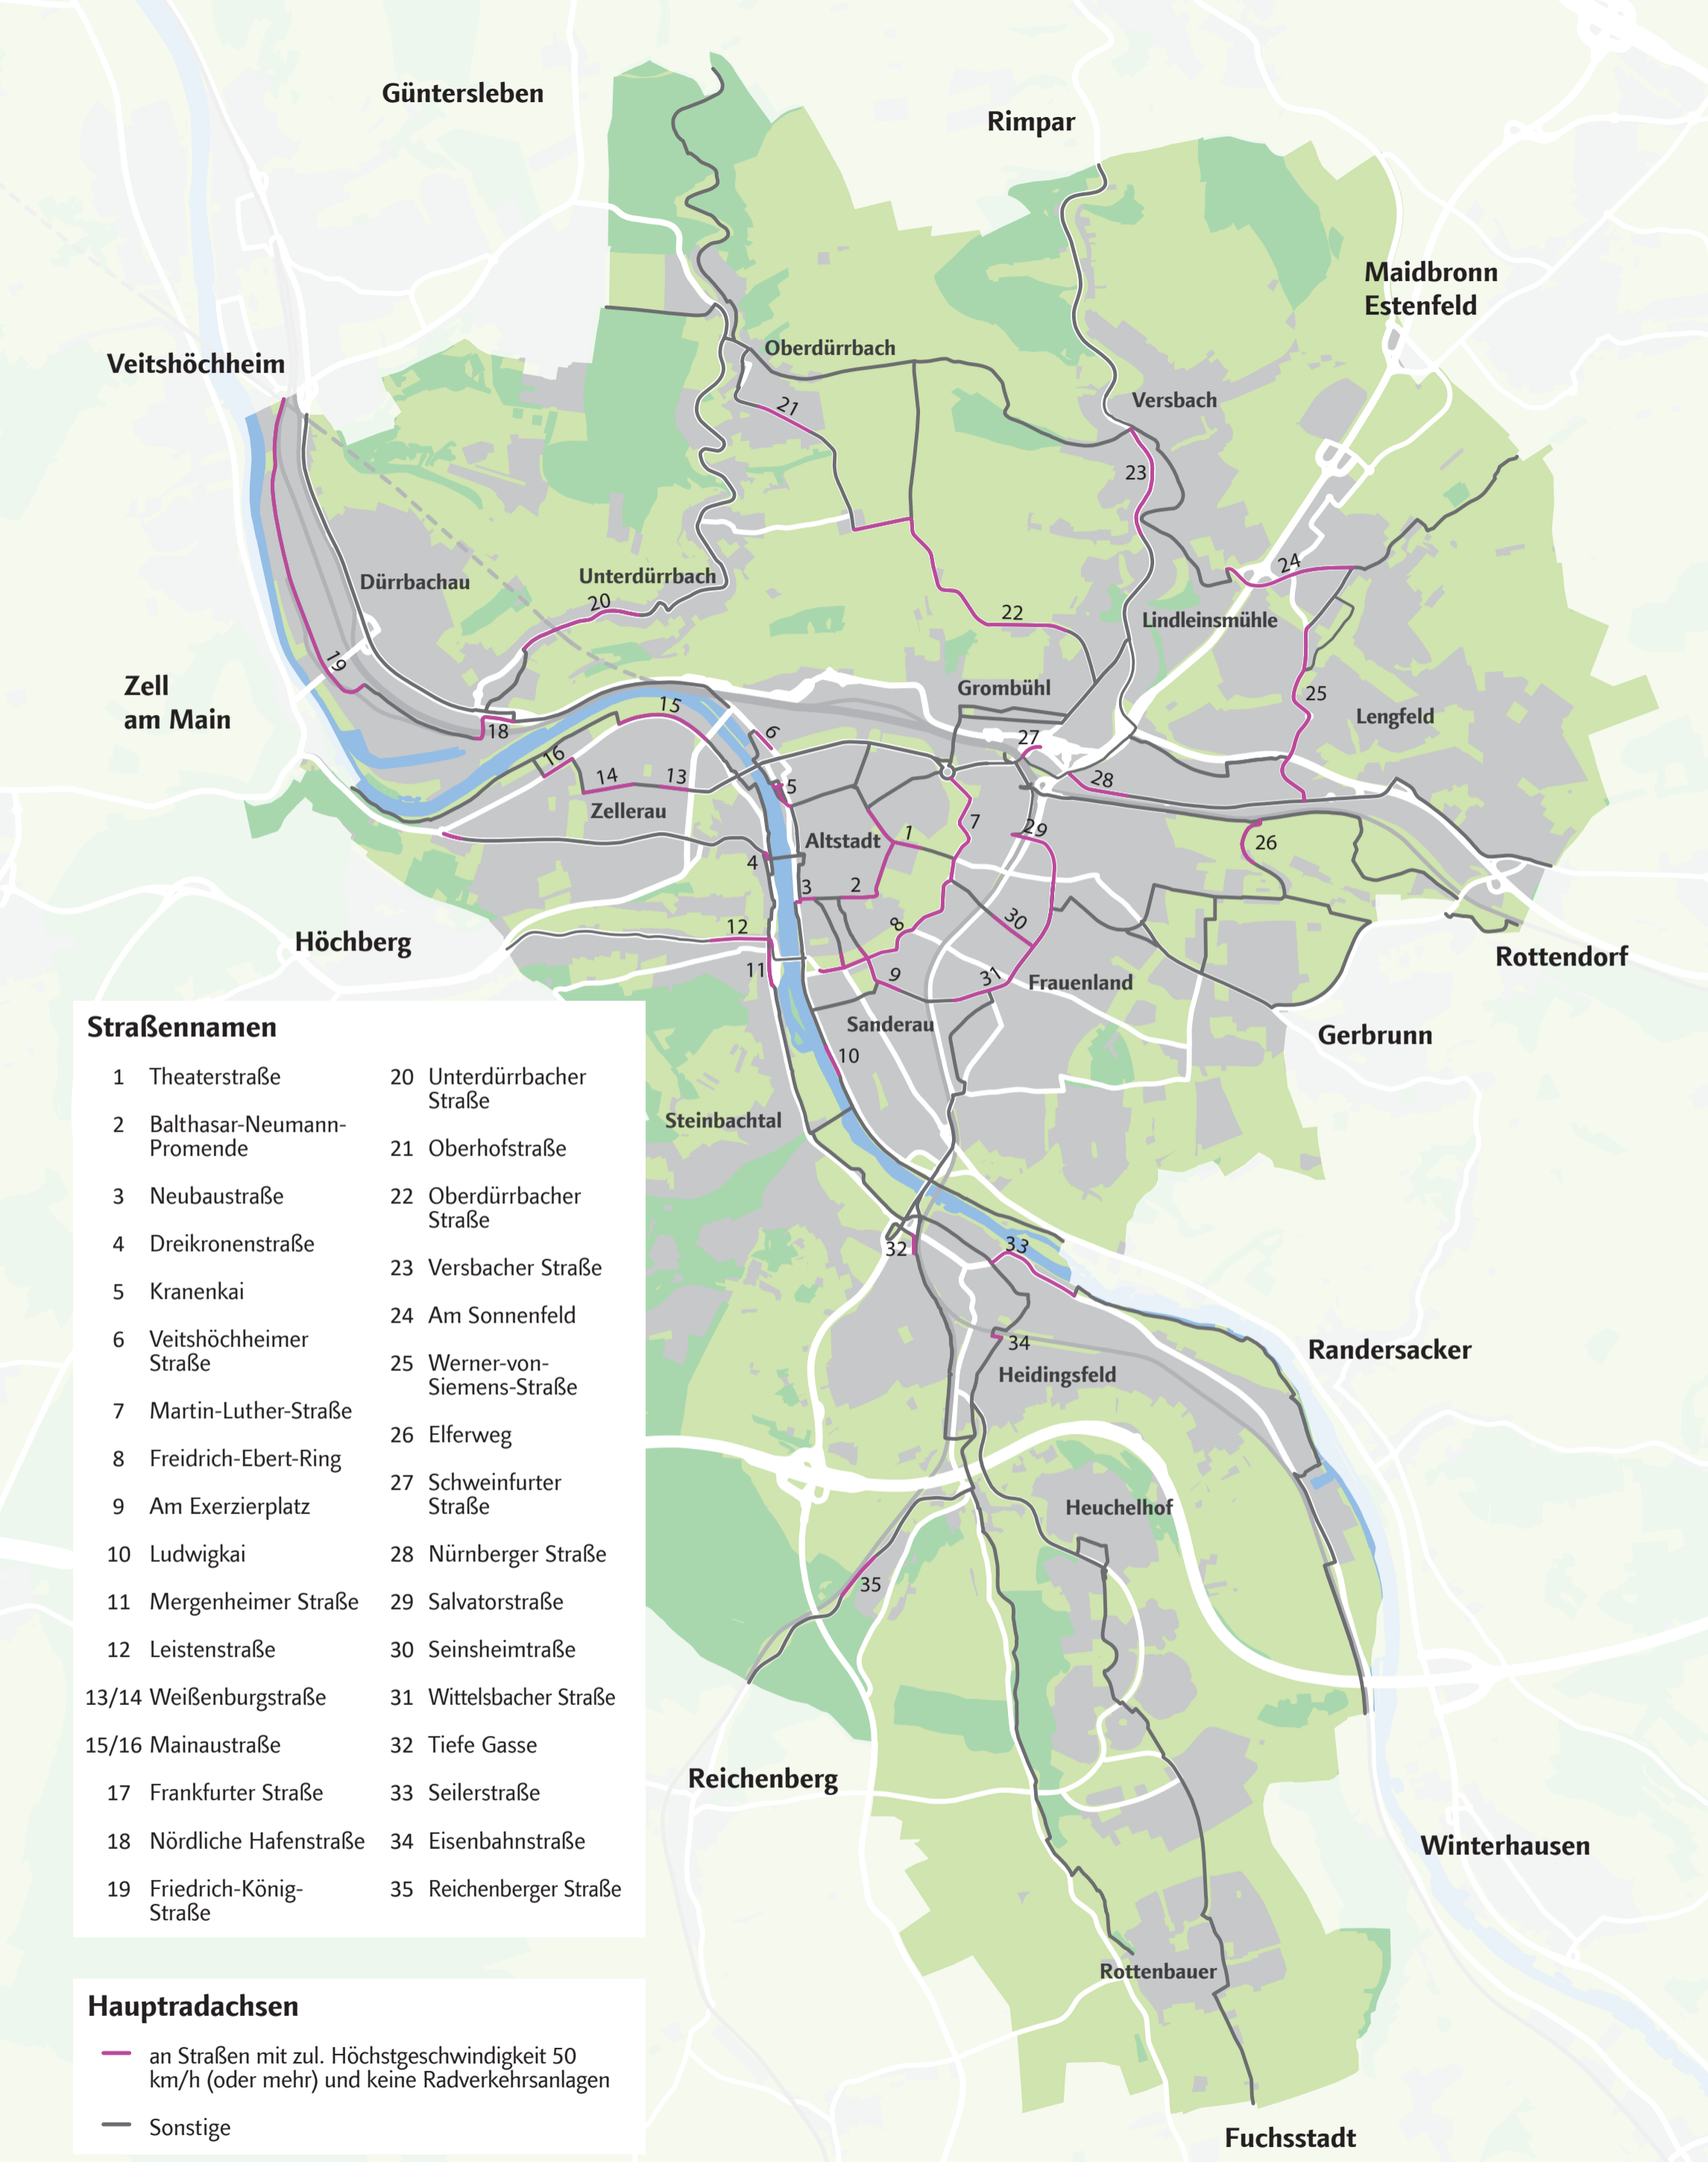 Güntersleben
Rimpar
Maidbronn
Estenfeld
Veitshöchheim
Oberdürrbach
Versbach
21
23
24
Dürrbachau
Unterdürrbach
20
22
Lindleinsmühle
19
Zell
am Main
Grombühl
25
Lengfeld
15
18
6
27
16
14
13
5
28
Zellerau
7
29
Altstadt
1
26
4
3
2
8
30
12
Höchberg
11
9
31
Frauenland
Rottendorf
Sanderau
Gerbrunn
10
Steinbachtal
32
33
34
Randersacker
Heidingsfeld
Heuchelhof
35
Reichenberg
Winterhausen
Rottenbauer
Fuchsstadt
Straßennamen
1 Theaterstraße
2 Balthasar-Neumann-
Promende
3 Neubaustraße
4 Dreikronenstraße
5 Kranenkai
6 Veitshöchheimer
Straße
7 Martin-Luther-Straße
8 Freidrich-Ebert-Ring
9 Am Exerzierplatz
10 Ludwigkai
11 Mergenheimer Straße
12 Leistenstraße
13/14 Weißenburgstraße
15/16 Mainaustraße
17 Frankfurter Straße
18 Nördliche Hafenstraße
19 Friedrich-König-
Straße
20 Unterdürrbacher
Straße
21 Oberhofstraße
22 Oberdürrbacher
Straße
23 Versbacher Straße
24 Am Sonnenfeld
25 Werner-von-
Siemens-Straße
26 Elferweg
27 Schweinfurter
Straße
28 Nürnberger Straße
29 Salvatorstraße
30 Seinsheimtraße
31 Wittelsbacher Straße
32 Tiefe Gasse
33 Seilerstraße
34 Eisenbahnstraße
35 Reichenberger Straße
Hauptradachsen
an Straßen mit zul. Höchstgeschwindigkeit 50
km/h (oder mehr) und keine Radverkehrsanlagen
Sonstige